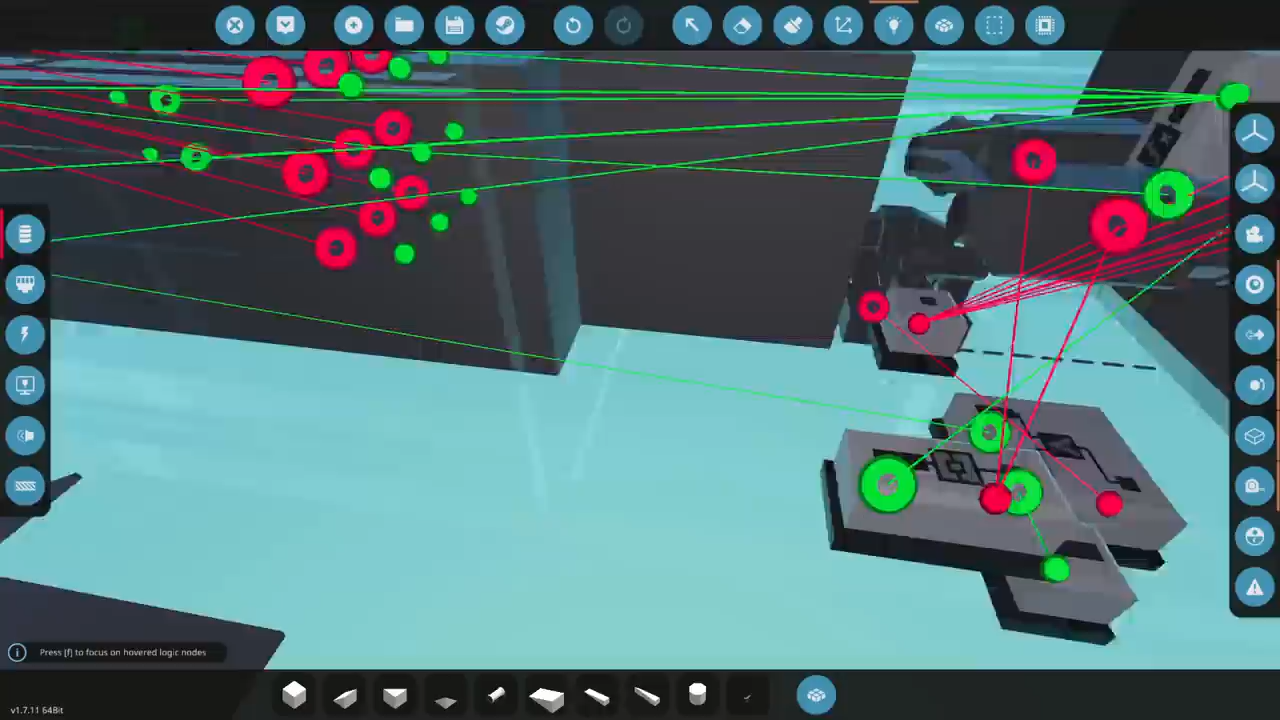 Press [f] to focus on hovered logic nodes
v1.7.11 64Bit